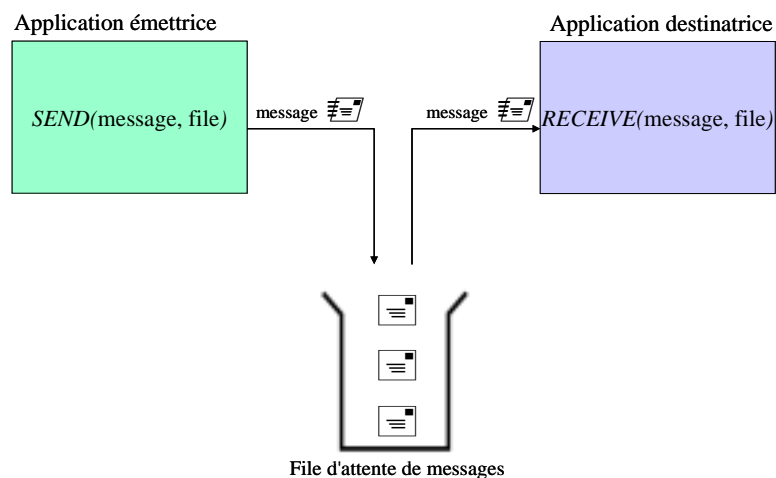 Application émettrice
Application destinatrice
SEND(message, file)
message
message
RECEIVE(message, file)
File d'attente de messages